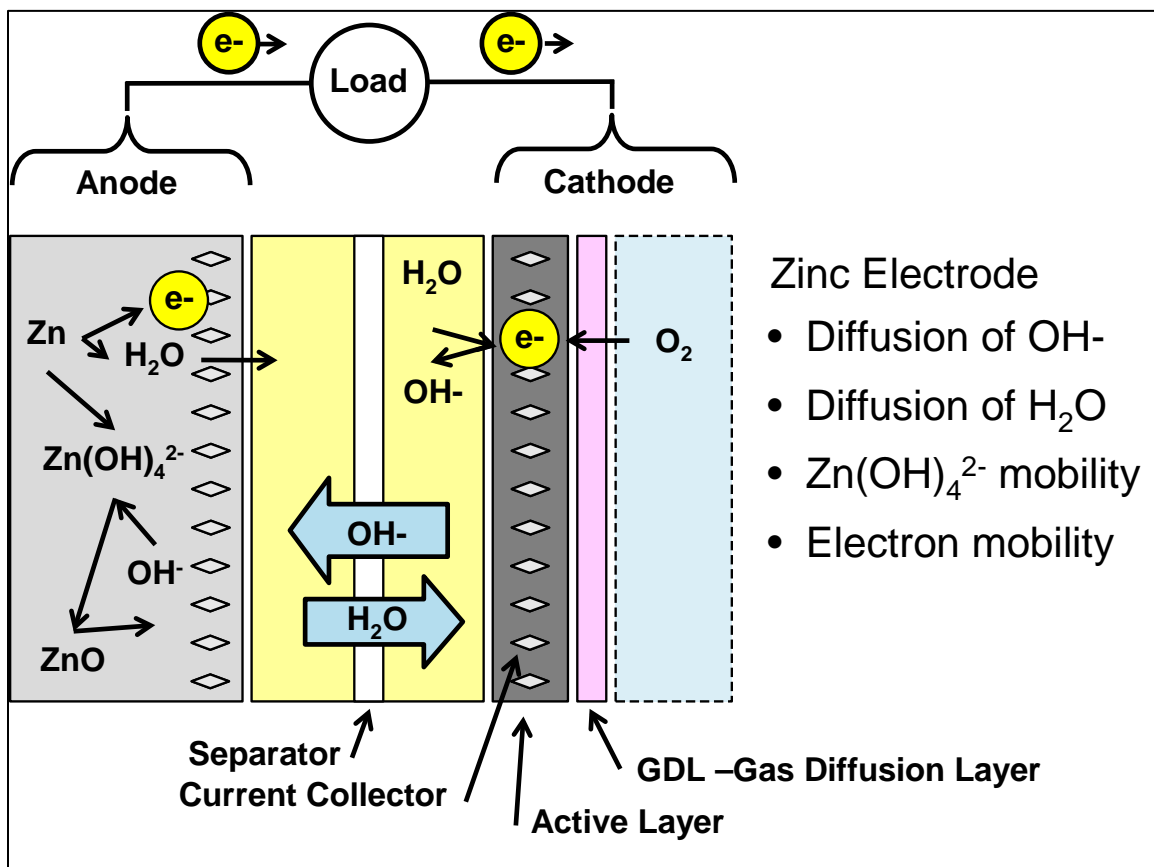 e-
e-
Load
Anode
Cathode
H₂O
e-
e-
Zn
H₂O
O₂
OH-
Zn(OH)₄²⁻
OH-
OH⁻
H₂O
ZnO
Zinc Electrode
• Diffusion of OH-
• Diffusion of H₂O
• Zn(OH)₄²⁻ mobility
• Electron mobility
Separator
Current Collector
GDL –Gas Diffusion Layer
Active Layer